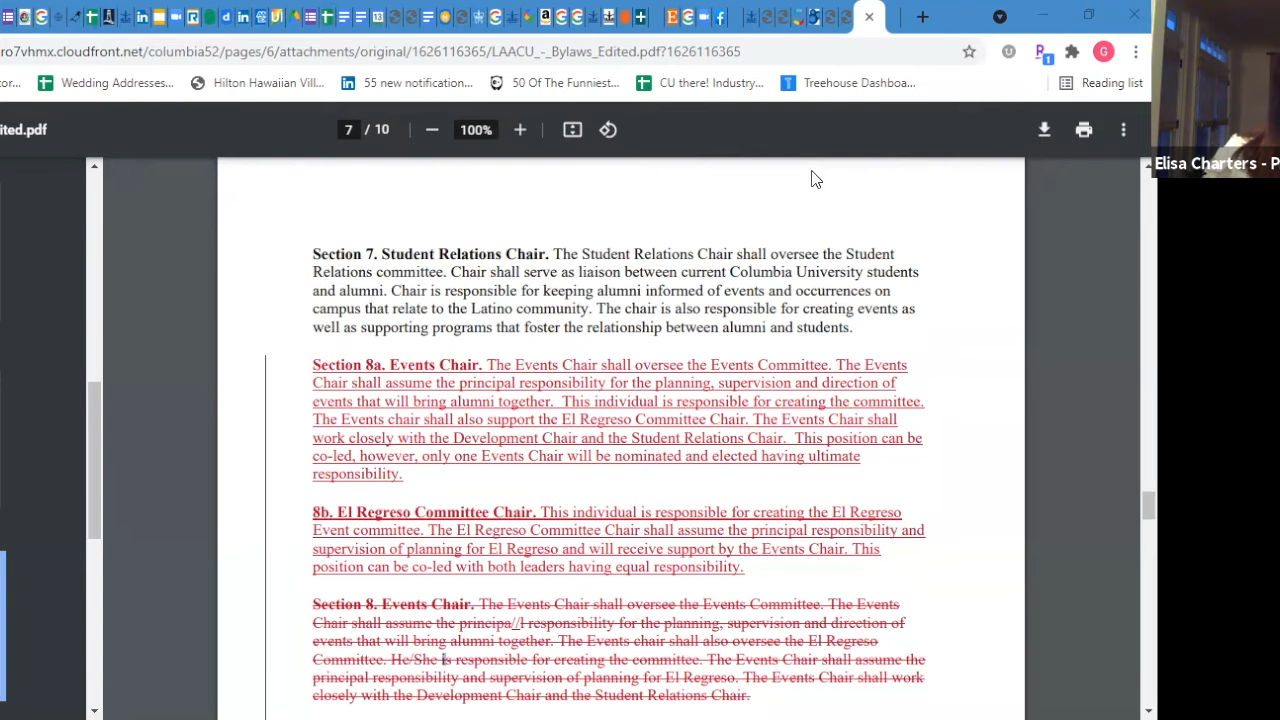 ro7vhmx.cloudfront.net/columbia52/pages/6/attachments/original/1626116365/LAACU_-_Bylaws_Edited.pdf?1626116365
G
1
tor... Wedding Addresses... Hilton Hawaiian Vill... 55 new notification... 50 Of The Funniest... CU there! Industry... Treehouse Dashboa... Reading list
ited.pdf 7 / 10 100%
Elisa Charters - P
Section 7. Student Relations Chair. The Student Relations Chair shall oversee the Student
Relations committee. Chair shall serve as liaison between current Columbia University students
and alumni. Chair is responsible for keeping alumni informed of events and occurrences on
campus that relate to the Latino community. The chair is also responsible for creating events as
well as supporting programs that foster the relationship between alumni and students.
Section 8a. Events Chair. The Events Chair shall oversee the Events Committee. The Events
Chair shall assume the principal responsibility for the planning, supervision and direction of
events that will bring alumni together. This individual is responsible for creating the committee.
The Events chair shall also support the El Regreso Committee Chair. The Events Chair shall
work closely with the Development Chair and the Student Relations Chair. This position can be
co-led, however, only one Events Chair will be nominated and elected having ultimate
responsibility.
8b. El Regreso Committee Chair. This individual is responsible for creating the El Regreso
Event committee. The El Regreso Committee Chair shall assume the principal responsibility and
supervision of planning for El Regreso and will receive support by the Events Chair. This
position can be co-led with both leaders having equal responsibility.
Section 8. Events Chair. The Events Chair shall oversee the Events Committee. The Events
Chair shall assume the principa//l responsibility for the planning, supervision and direction of
events that will bring alumni together. The Events chair shall also oversee the El Regreso
Committee. He/She is responsible for creating the committee. The Events Chair shall assume the
principal responsibility and supervision of planning for El Regreso. The Events Chair shall work
closely with the Development Chair and the Student Relations Chair.